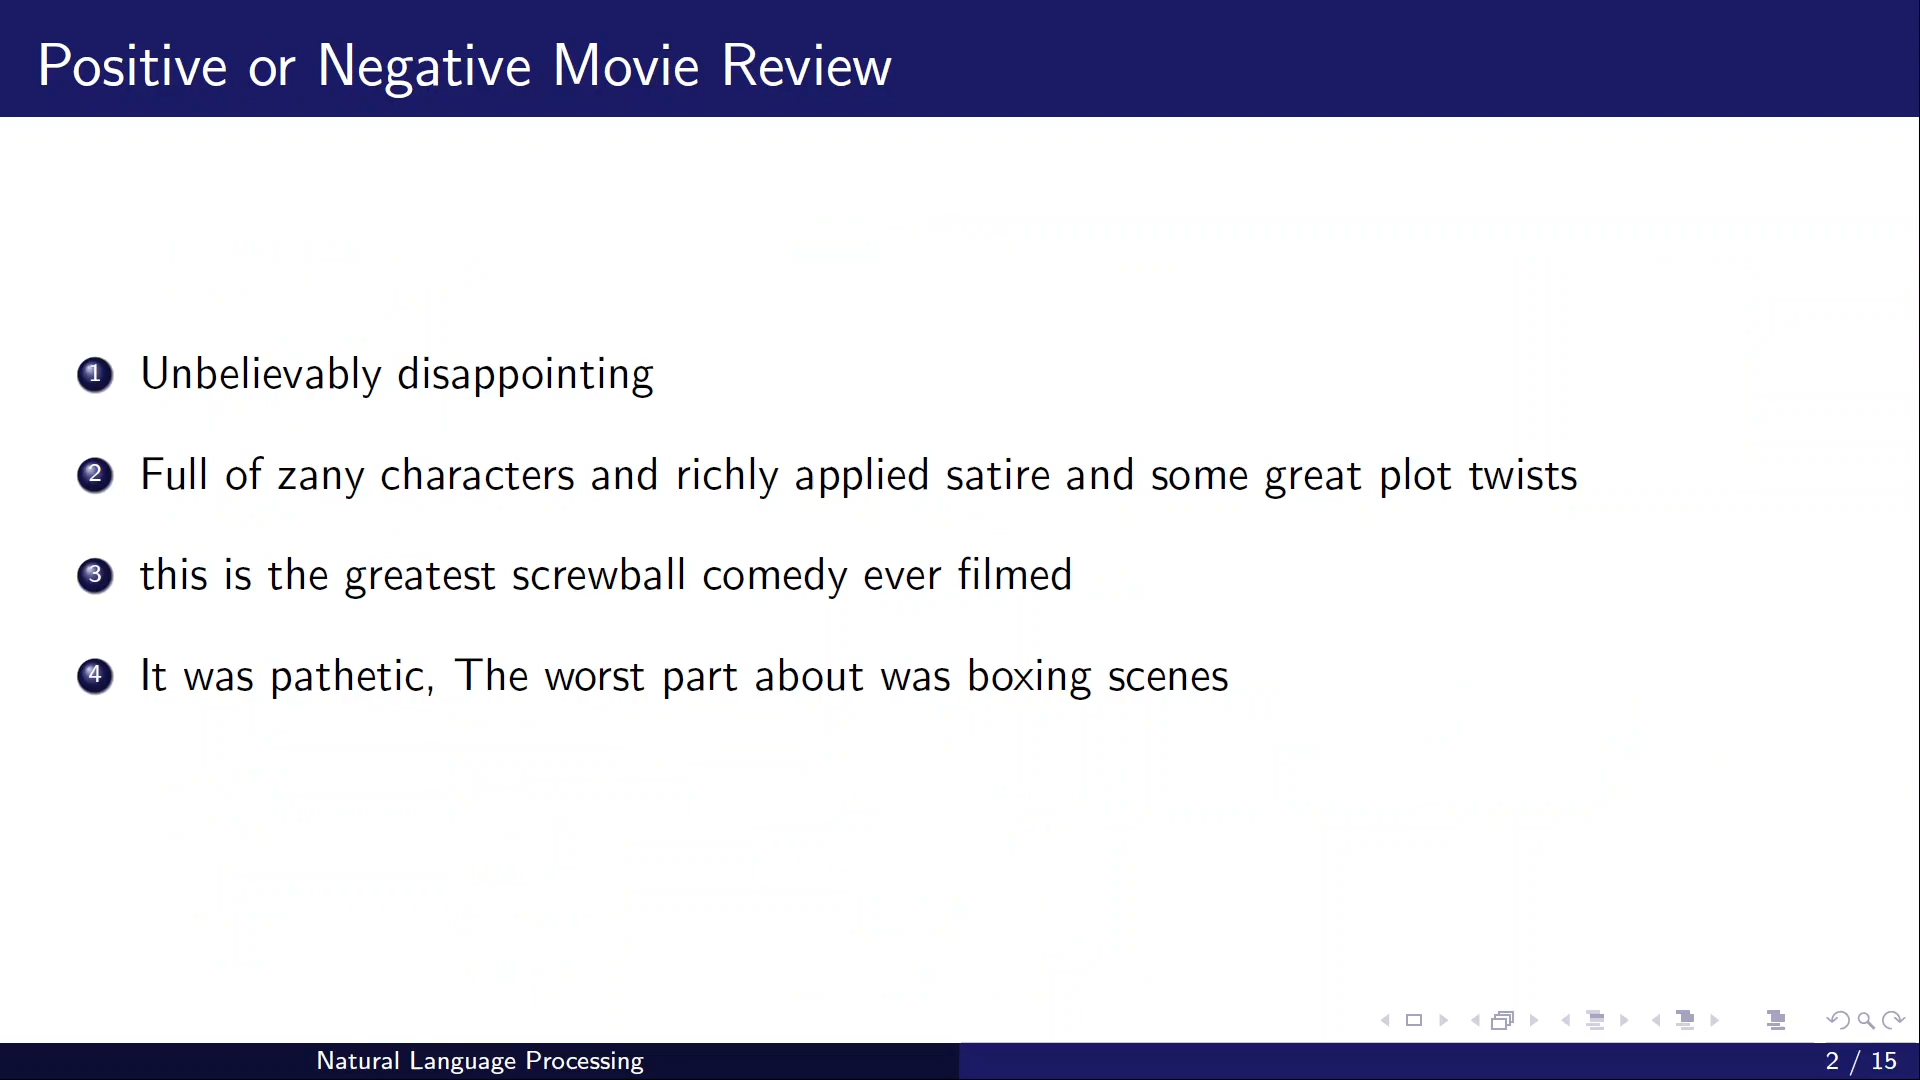 Positive or Negative Movie Review
1 Unbelievably disappointing
2 Full of zany characters and richly applied satire and some great plot twists
3 this is the greatest screwball comedy ever filmed
4 It was pathetic, The worst part about was boxing scenes
Natural Language Processing
2 / 15